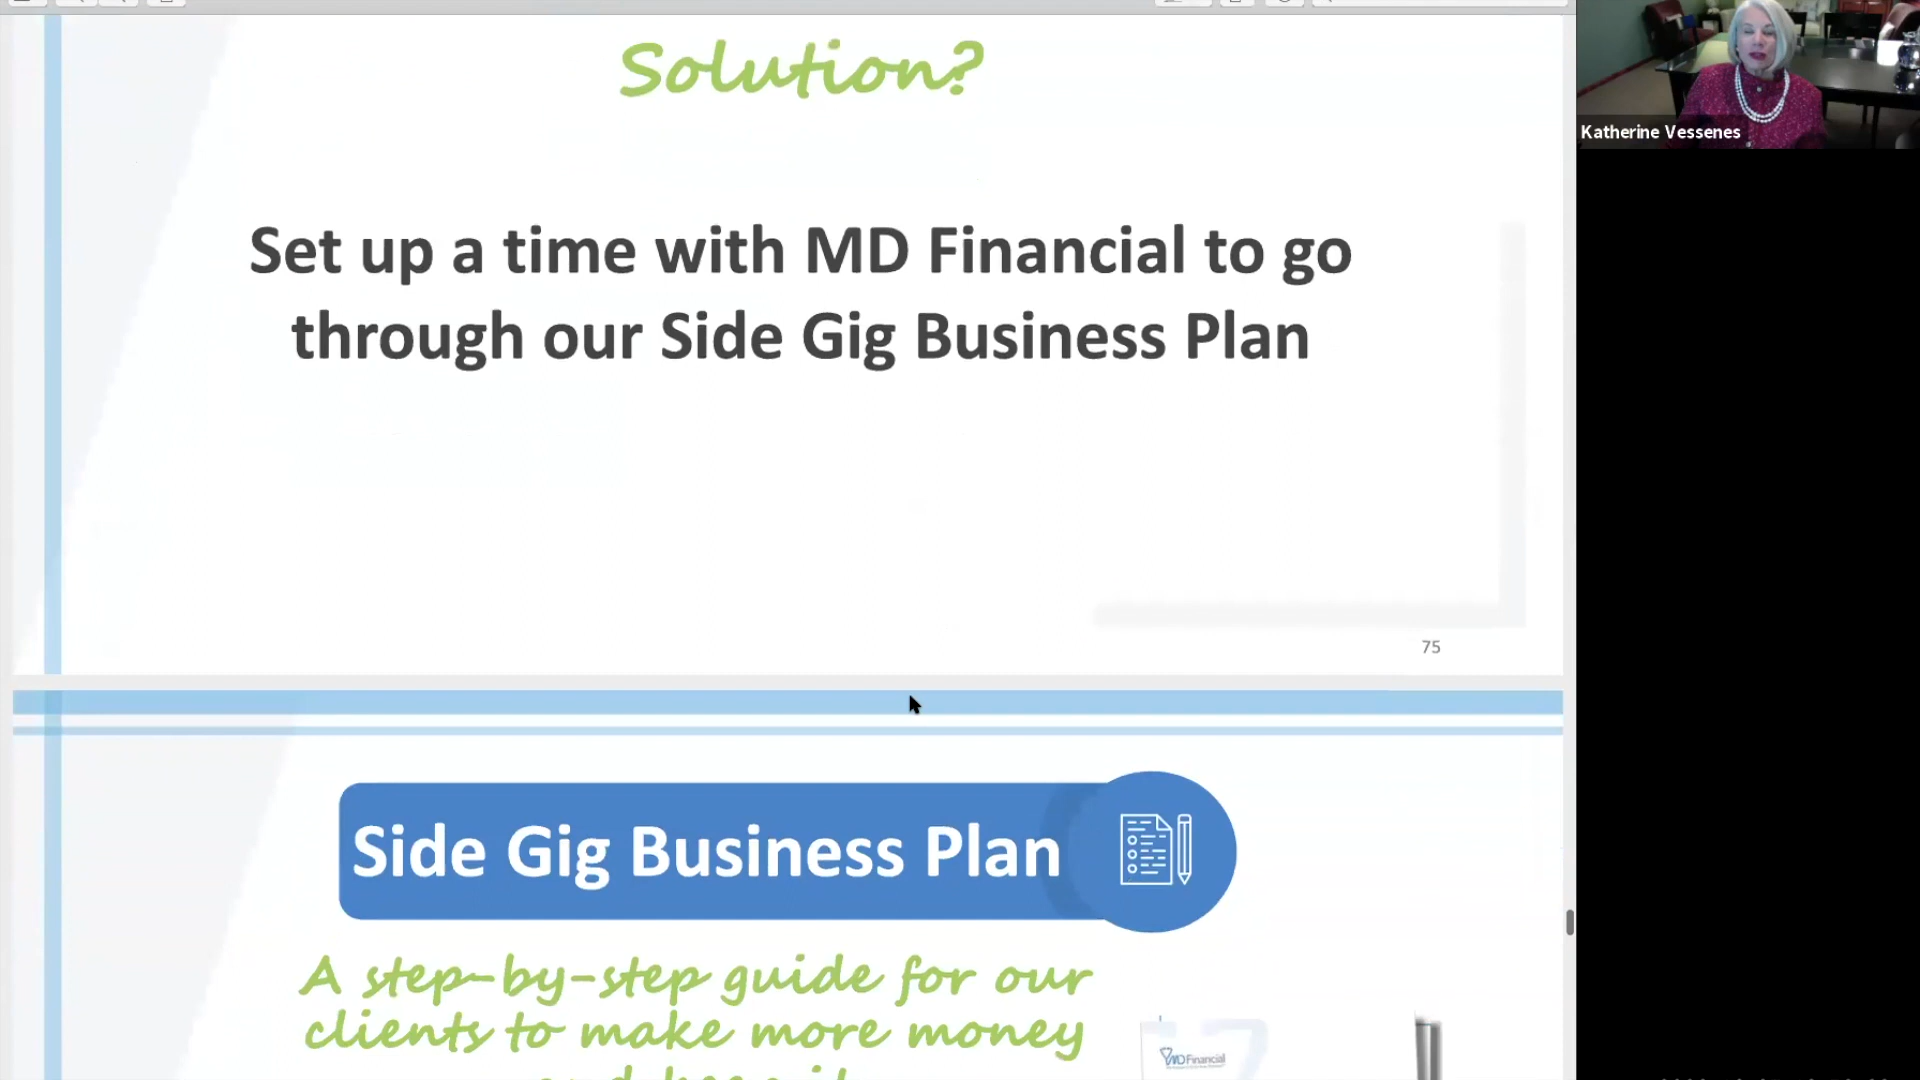 Solution?
Katherine Vessenes
Set up a time with MD Financial to go
through our Side Gig Business Plan
75
Side Gig Business Plan
A step-by-step guide for our
clients to make more money
MD Financial